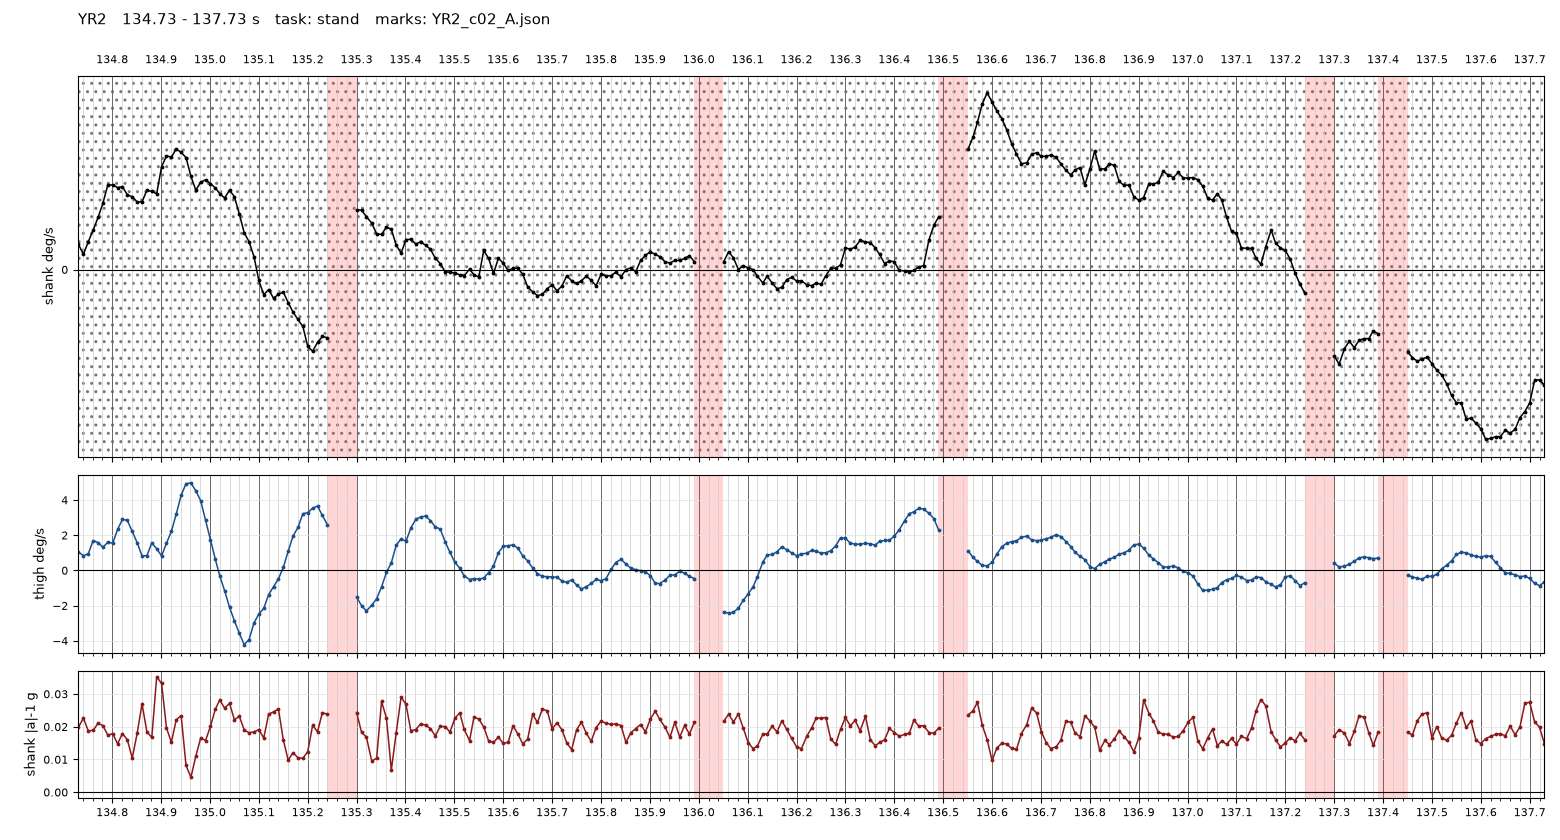 YR2   134.73 - 137.73 s   task: stand   marks: YR2_c02_A.json
134.8 134.9 135.0 135.1 135.2 135.3 135.4 135.5 135.6 135.7 135.8 135.9 136.0 136.1 136.2 136.3 136.4 136.5 136.6 136.7 136.8 136.9 137.0 137.1 137.2 137.3 137.4 137.5 137.6 137.7
shank deg/s
0
thigh deg/s
4
2
0
−2
−4
shank |a|-1 g
0.03
0.02
0.01
0.00
134.8 134.9 135.0 135.1 135.2 135.3 135.4 135.5 135.6 135.7 135.8 135.9 136.0 136.1 136.2 136.3 136.4 136.5 136.6 136.7 136.8 136.9 137.0 137.1 137.2 137.3 137.4 137.5 137.6 137.7